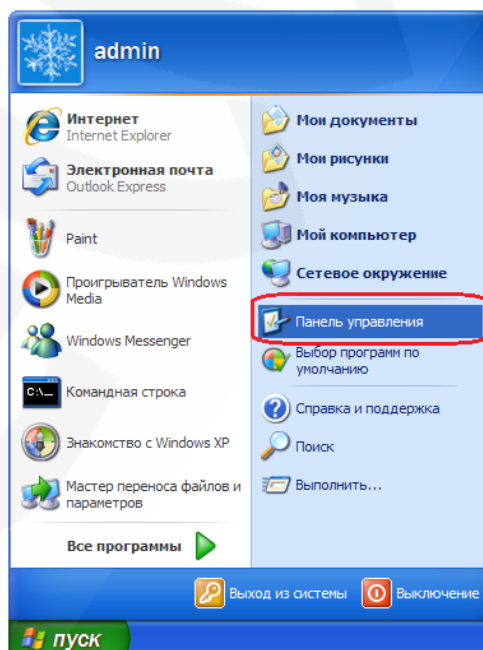 admin
Интернет
Internet Explorer
Электронная почта
Outlook Express
Paint
Проигрыватель Windows
Media
Windows Messenger
C:\_
Командная строка
Знакомство с Windows XP
Мастер переноса файлов и
параметров
Все программы
Мои документы
Мои рисунки
Моя музыка
Мой компьютер
Сетевое окружение
Панель управления
Выбор программ по
умолчанию
Справка и поддержка
Поиск
Выполнить...
Выход из системы
Выключение
пуск